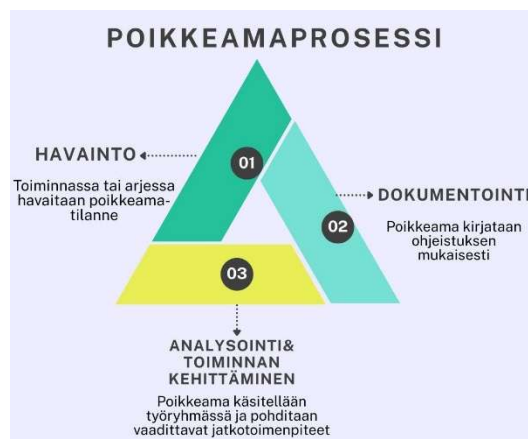 POIKKEAMAPROSESSI
01
HAVAINTO
Toiminnassa tai arjessa
havaitaan poikkeama-
tilanne
02
DOKUMENTOINTI
Poikkeama kirjataan
ohjeistuksen
mukaisesti
03
ANALYSOINTI&
TOIMINNAN
KEHITTÄMINEN
Poikkeama käsitellään
työryhmässä ja pohditaan
vaadittavat jatkotoimenpiteet